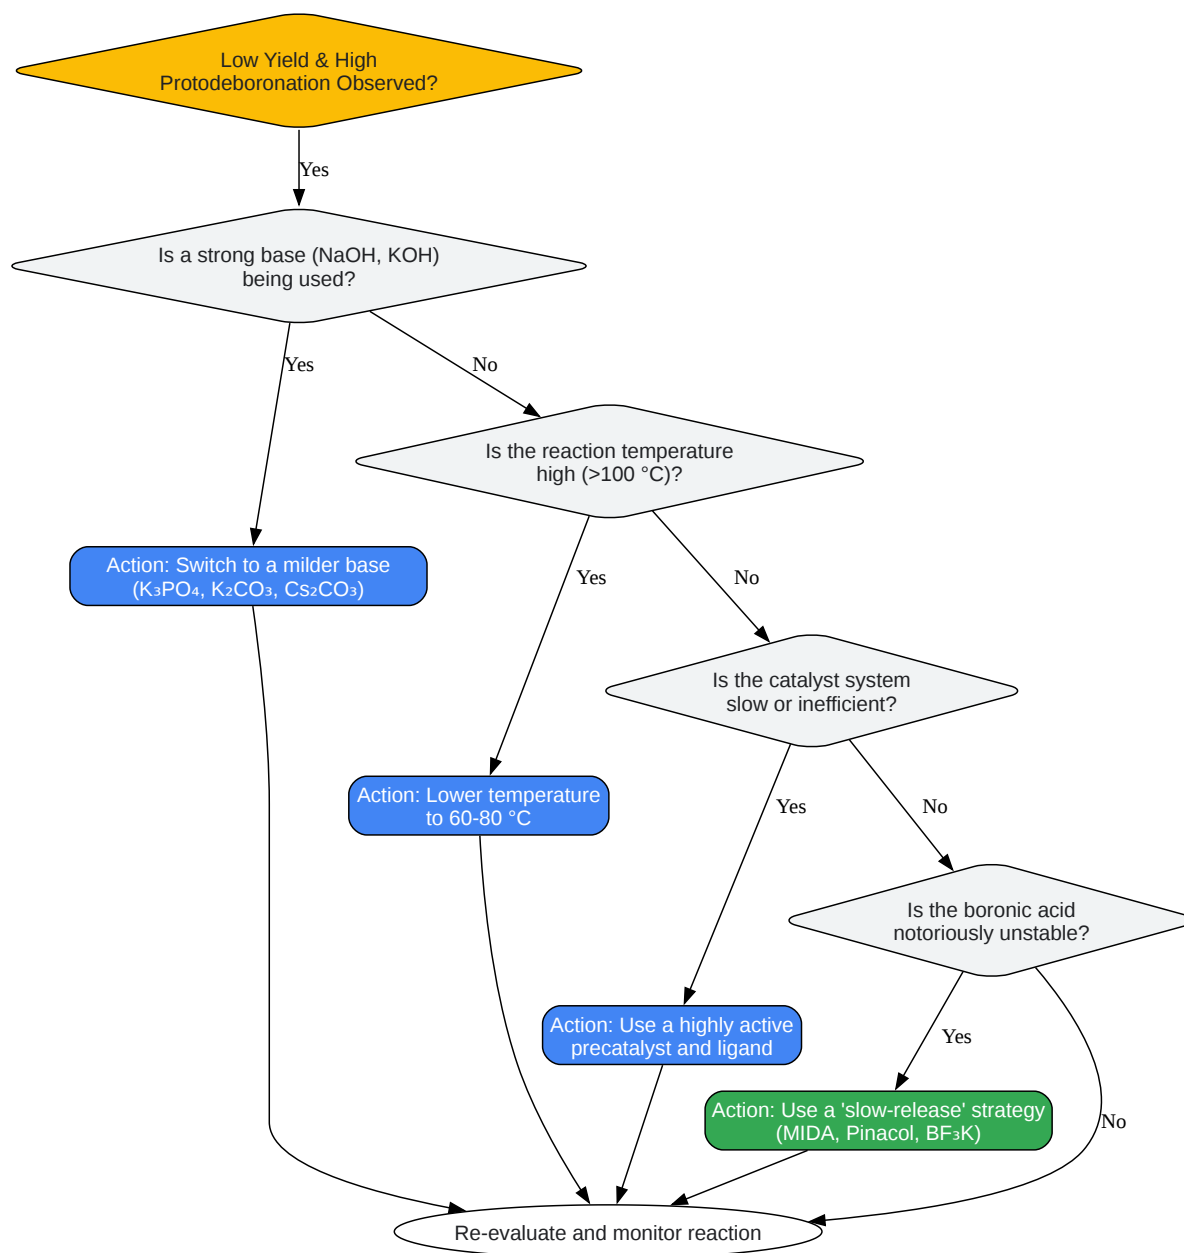 Low Yield & High
Protodeboronation Observed?
Yes
Is a strong base (NaOH, KOH)
being used?
Yes
No
Is the reaction temperature
high (>100 °C)?
Action: Switch to a milder base
(K₃PO₄, K₂CO₃, Cs₂CO₃)
Yes
No
Is the catalyst system
slow or inefficient?
Action: Lower temperature
to 60-80 °C
Yes
No
Is the boronic acid
notoriously unstable?
Action: Use a highly active
precatalyst and ligand
Yes
Action: Use a 'slow-release' strategy
(MIDA, Pinacol, BF₃K)
No
Re-evaluate and monitor reaction